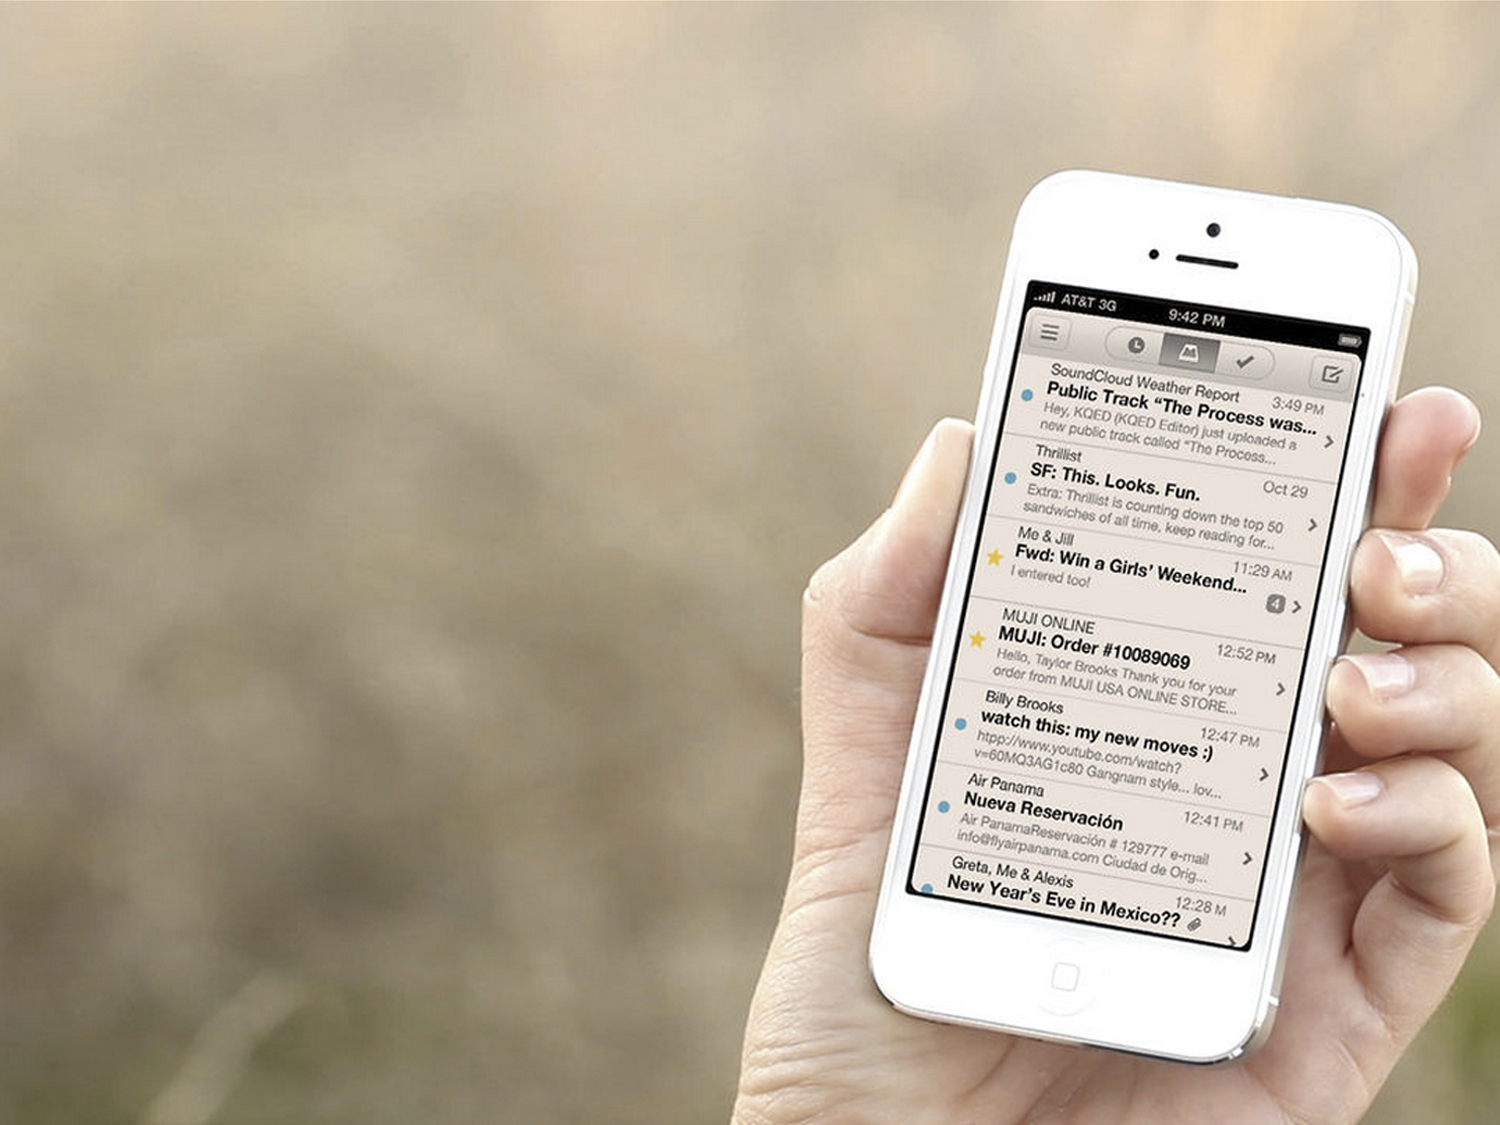 AT&T 3G 9:42 PM
SoundCloud Weather Report
3:49 PM
Public Track “The Process was...
Hey, KQED (KQED Editor) just uploaded a
new public track called “The Process...
Thrillist
Oct 29
SF: This. Looks. Fun.
Extra: Thrillist is counting down the top 50
sandwiches of all time, keep reading for...
Me & Jill
11:29 AM
Fwd: Win a Girls’ Weekend...
I entered too!
4
MUJI ONLINE
12:52 PM
MUJI: Order #10089069
Hello, Taylor Brooks Thank you for your
order from MUJI USA ONLINE STORE...
Billy Brooks
12:47 PM
watch this: my new moves ;)
htpp://www.youtube.com/watch?
v=60MQ3AG1c80 Gangnam style... lov...
Air Panama
12:41 PM
Nueva Reservación
Air PanamaReservación # 129777 e-mail
info@flyairpanama.com Ciudad de Orig...
Greta, Me & Alexis
12:28 M
New Year’s Eve in Mexico??